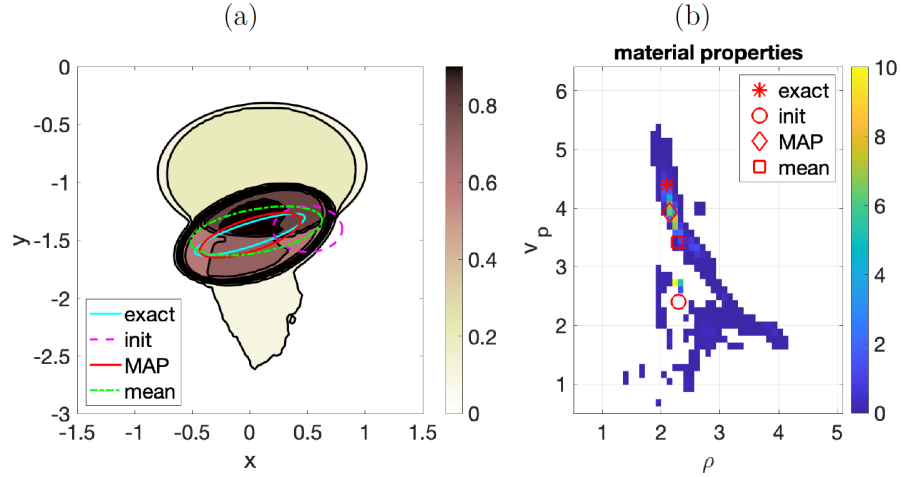 (a)
0
-0.5
-1
-1.5
-2
-2.5
-3
y
-1.5 -1 -0.5 0 0.5 1 1.5
x
exact
init
MAP
mean
0.8
0.6
0.4
0.2
0
(b)
material properties
6
5
4
3
2
1
v p
1 2 3 4 5
ρ
exact
init
MAP
mean
10
8
6
4
2
0